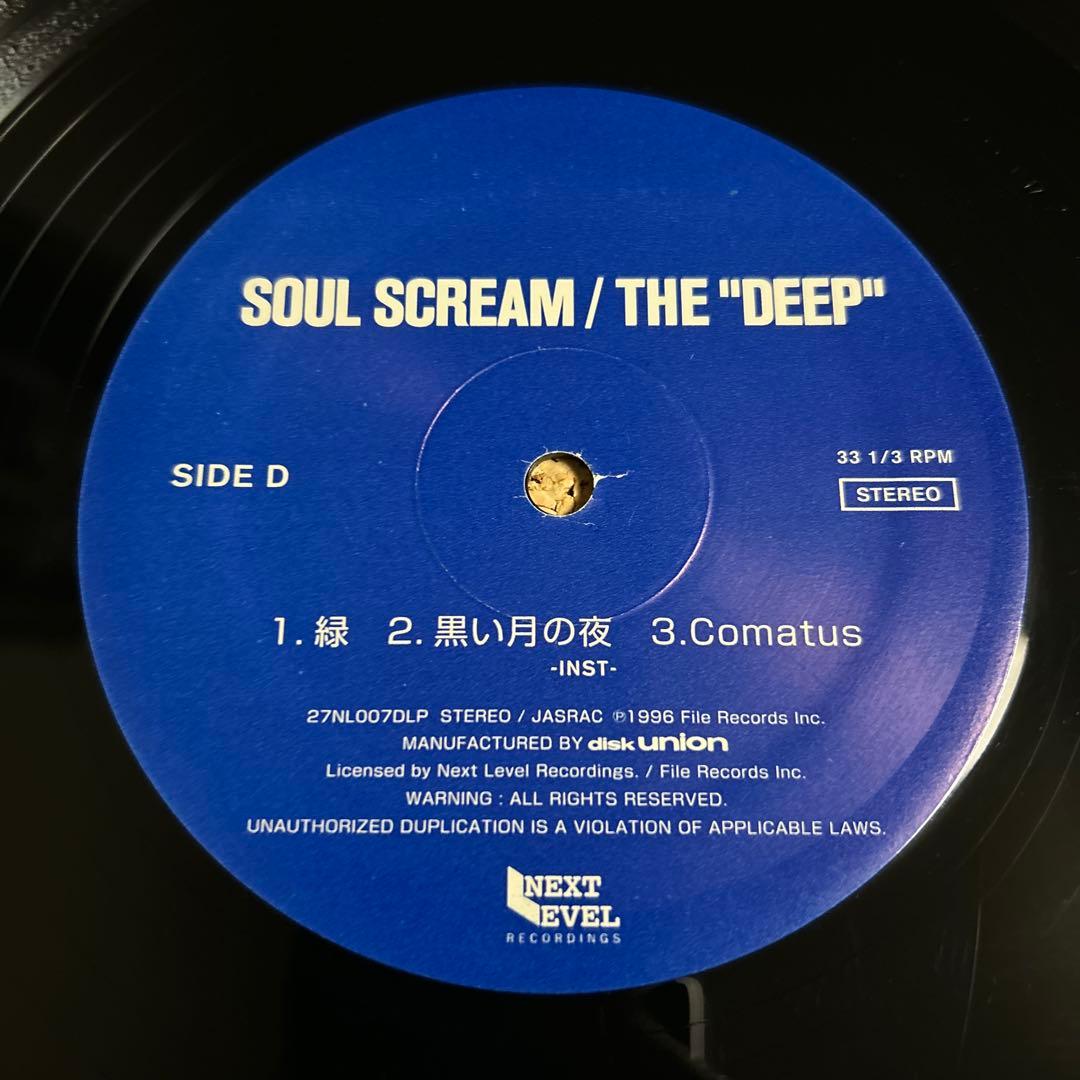 SOUL SCREAM / THE "DEEP"
SIDE D
33 1/3 RPM
STEREO
1. 緑 2. 黒い月の夜 3.Comatus
-INST-
27NL007DLP STEREO / JASRAC ℗1996 File Records Inc.
MANUFACTURED BY disk union
Licensed by Next Level Recordings. / File Records Inc.
WARNING : ALL RIGHTS RESERVED.
UNAUTHORIZED DUPLICATION IS A VIOLATION OF APPLICABLE LAWS.
NEXT
LEVEL
RECORDINGS